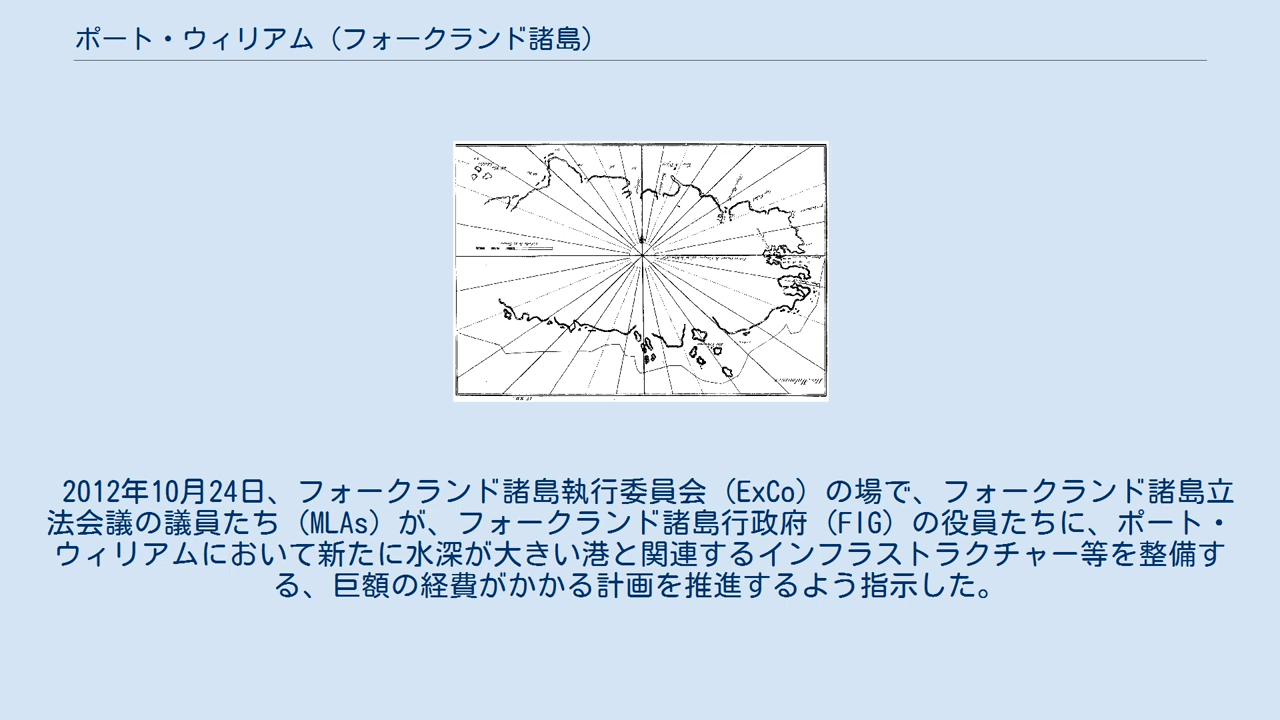 ポート・ウィリアム（フォークランド諸島）
2012年10月24日、フォークランド諸島執行委員会（ExCo）の場で、フォークランド諸島立
法会議の議員たち（MLAs）が、フォークランド諸島行政府（FIG）の役員たちに、ポート・
ウィリアムにおいて新たに水深が大きい港と関連するインフラストラクチャー等を整備す
る、巨額の経費がかかる計画を推進するよう指示した。